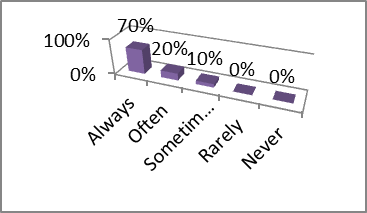 100%
0%
70%
20%
10%
0%
0%
Always
Often
Sometim...
Rarely
Never